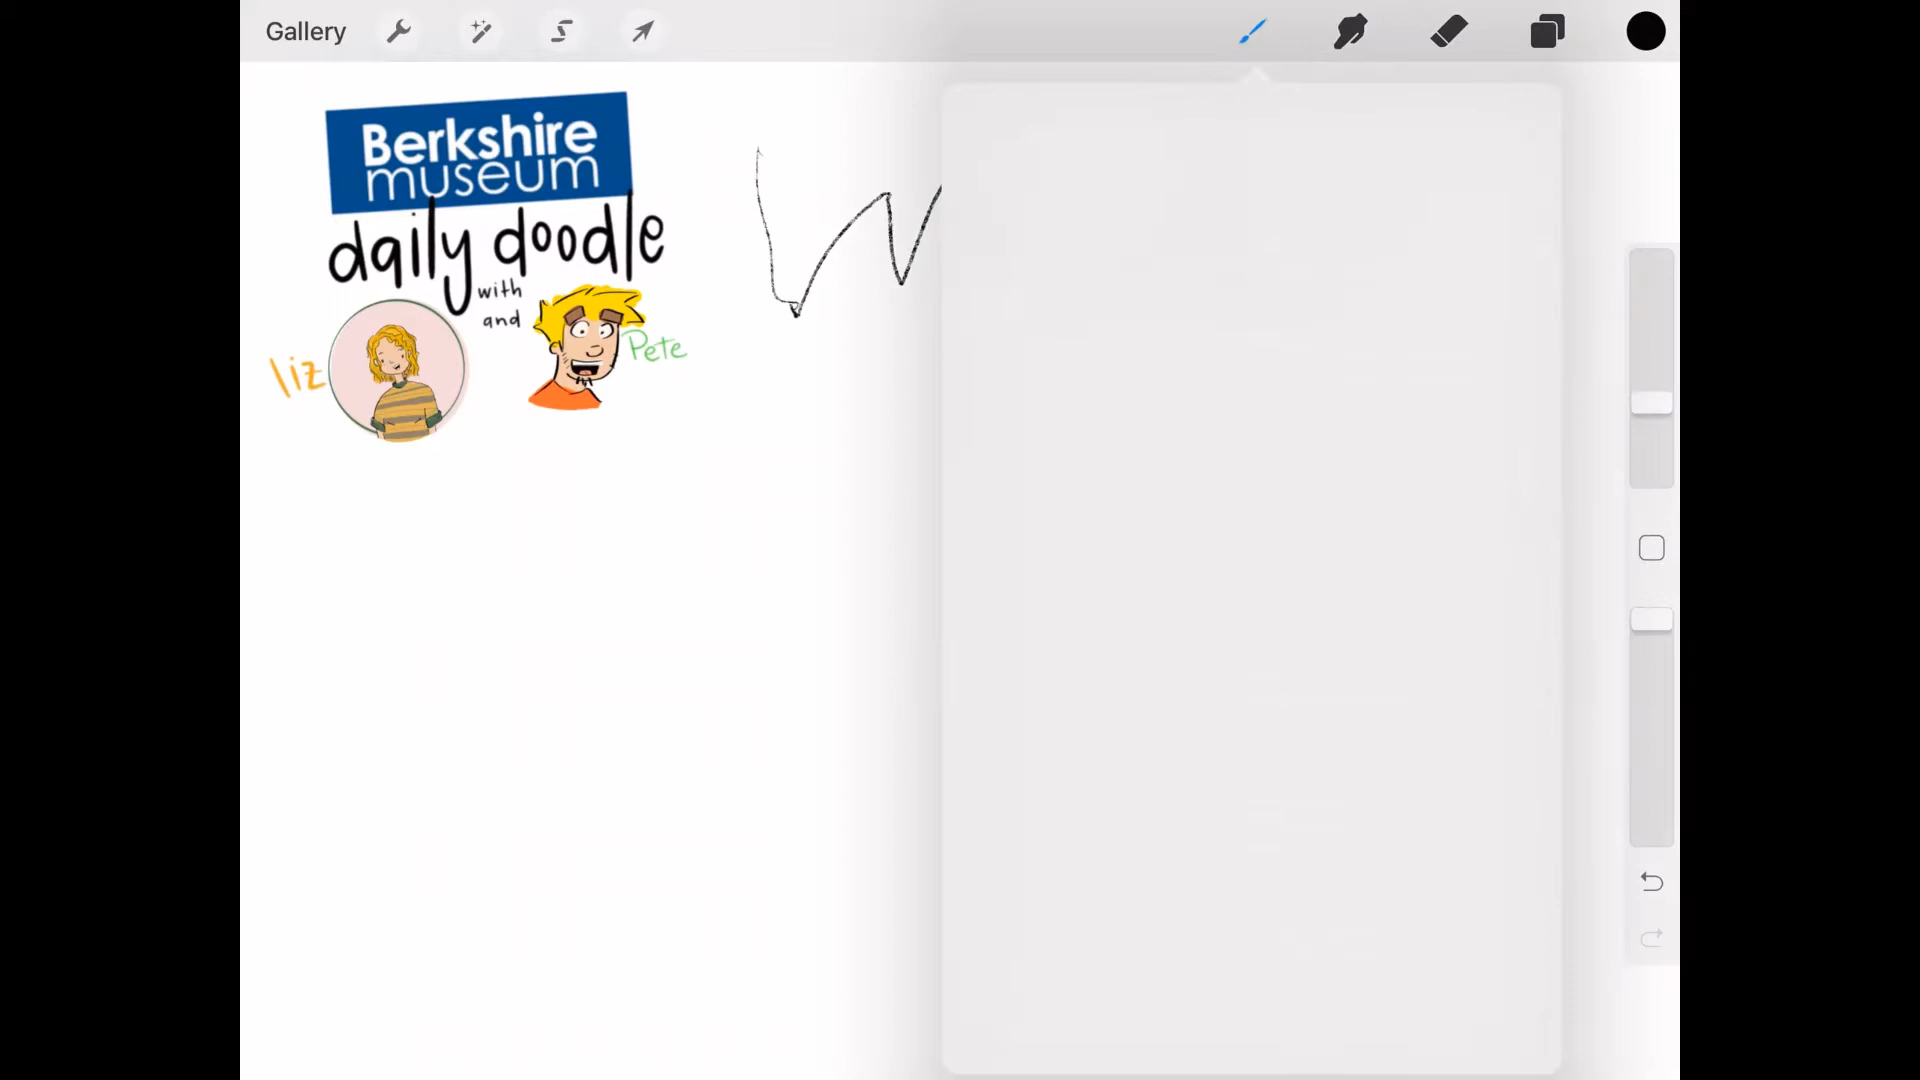 Gallery
Berkshire
museum
daily doodle
with
and
Pete
liz